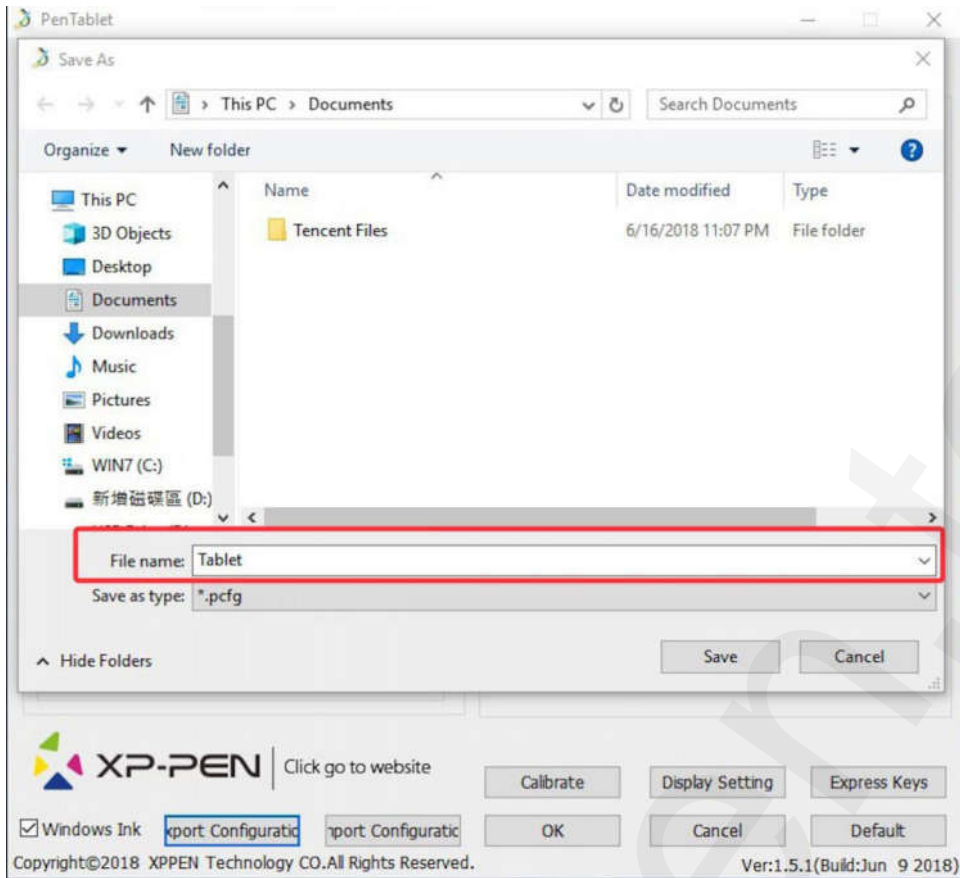 PenTablet
Save As
This PC > Documents
Search Documents
Organize
New folder
This PC
3D Objects
Desktop
Documents
Downloads
Music
Pictures
Videos
WIN7 (C:)
新增磁碟區 (D:)
Name
Date modified
Type
Tencent Files
6/16/2018 11:07 PM
File folder
File name: Tablet
Save as type: *.pcfg
Hide Folders
Save
Cancel
XP-PEN
Click go to website
Calibrate
Display Setting
Express Keys
Windows Ink
xport Configuratic
nport Configuratic
OK
Cancel
Default
Copyright©2018 XPPEN Technology CO.All Rights Reserved.
Ver:1.5.1(Build:Jun 9 2018)